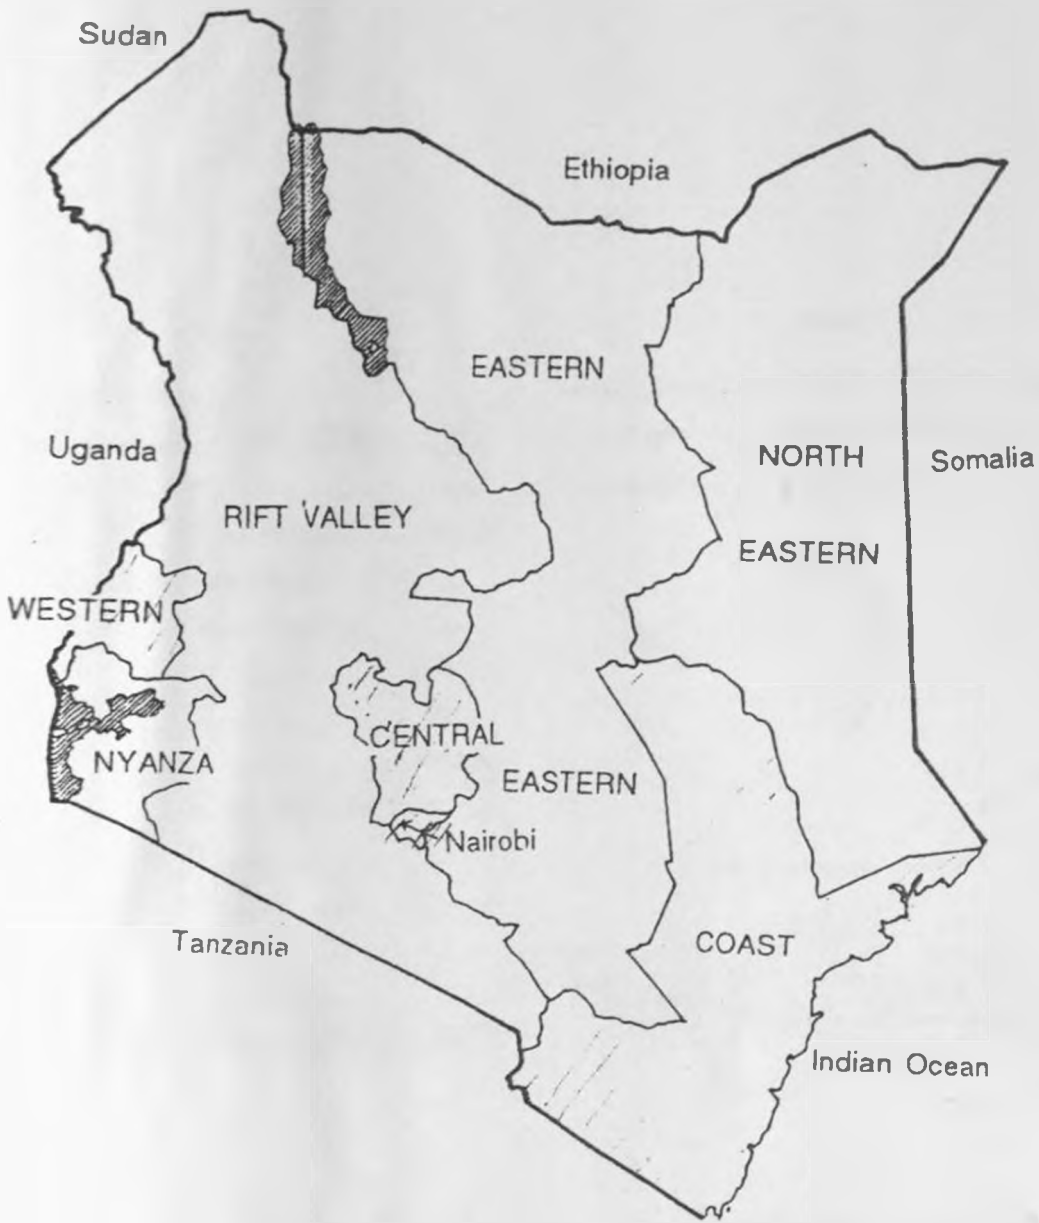 Sudan
Ethiopia
EASTERN
Uganda
NORTH
Somalia
RIFT VALLEY
EASTERN
WESTERN
CENTRAL
NYANZA
EASTERN
Nairobi
Tanzania
COAST
Indian Ocean